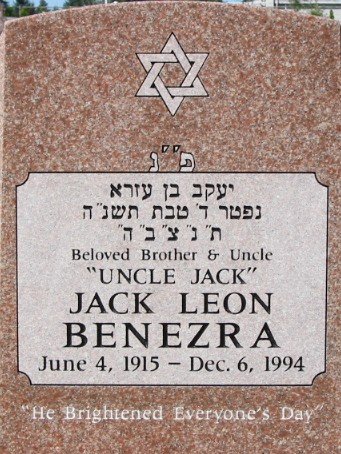 פ״נ
יעקב בן עזרא
נפטר ד׳ טבת תשנ״ה
ת״ נ״ צ״ ב״ ה״
Beloved Brother & Uncle
"UNCLE JACK"
JACK LEON
BENEZRA
June 4, 1915 – Dec. 6, 1994
"He Brightened Everyone's Day"